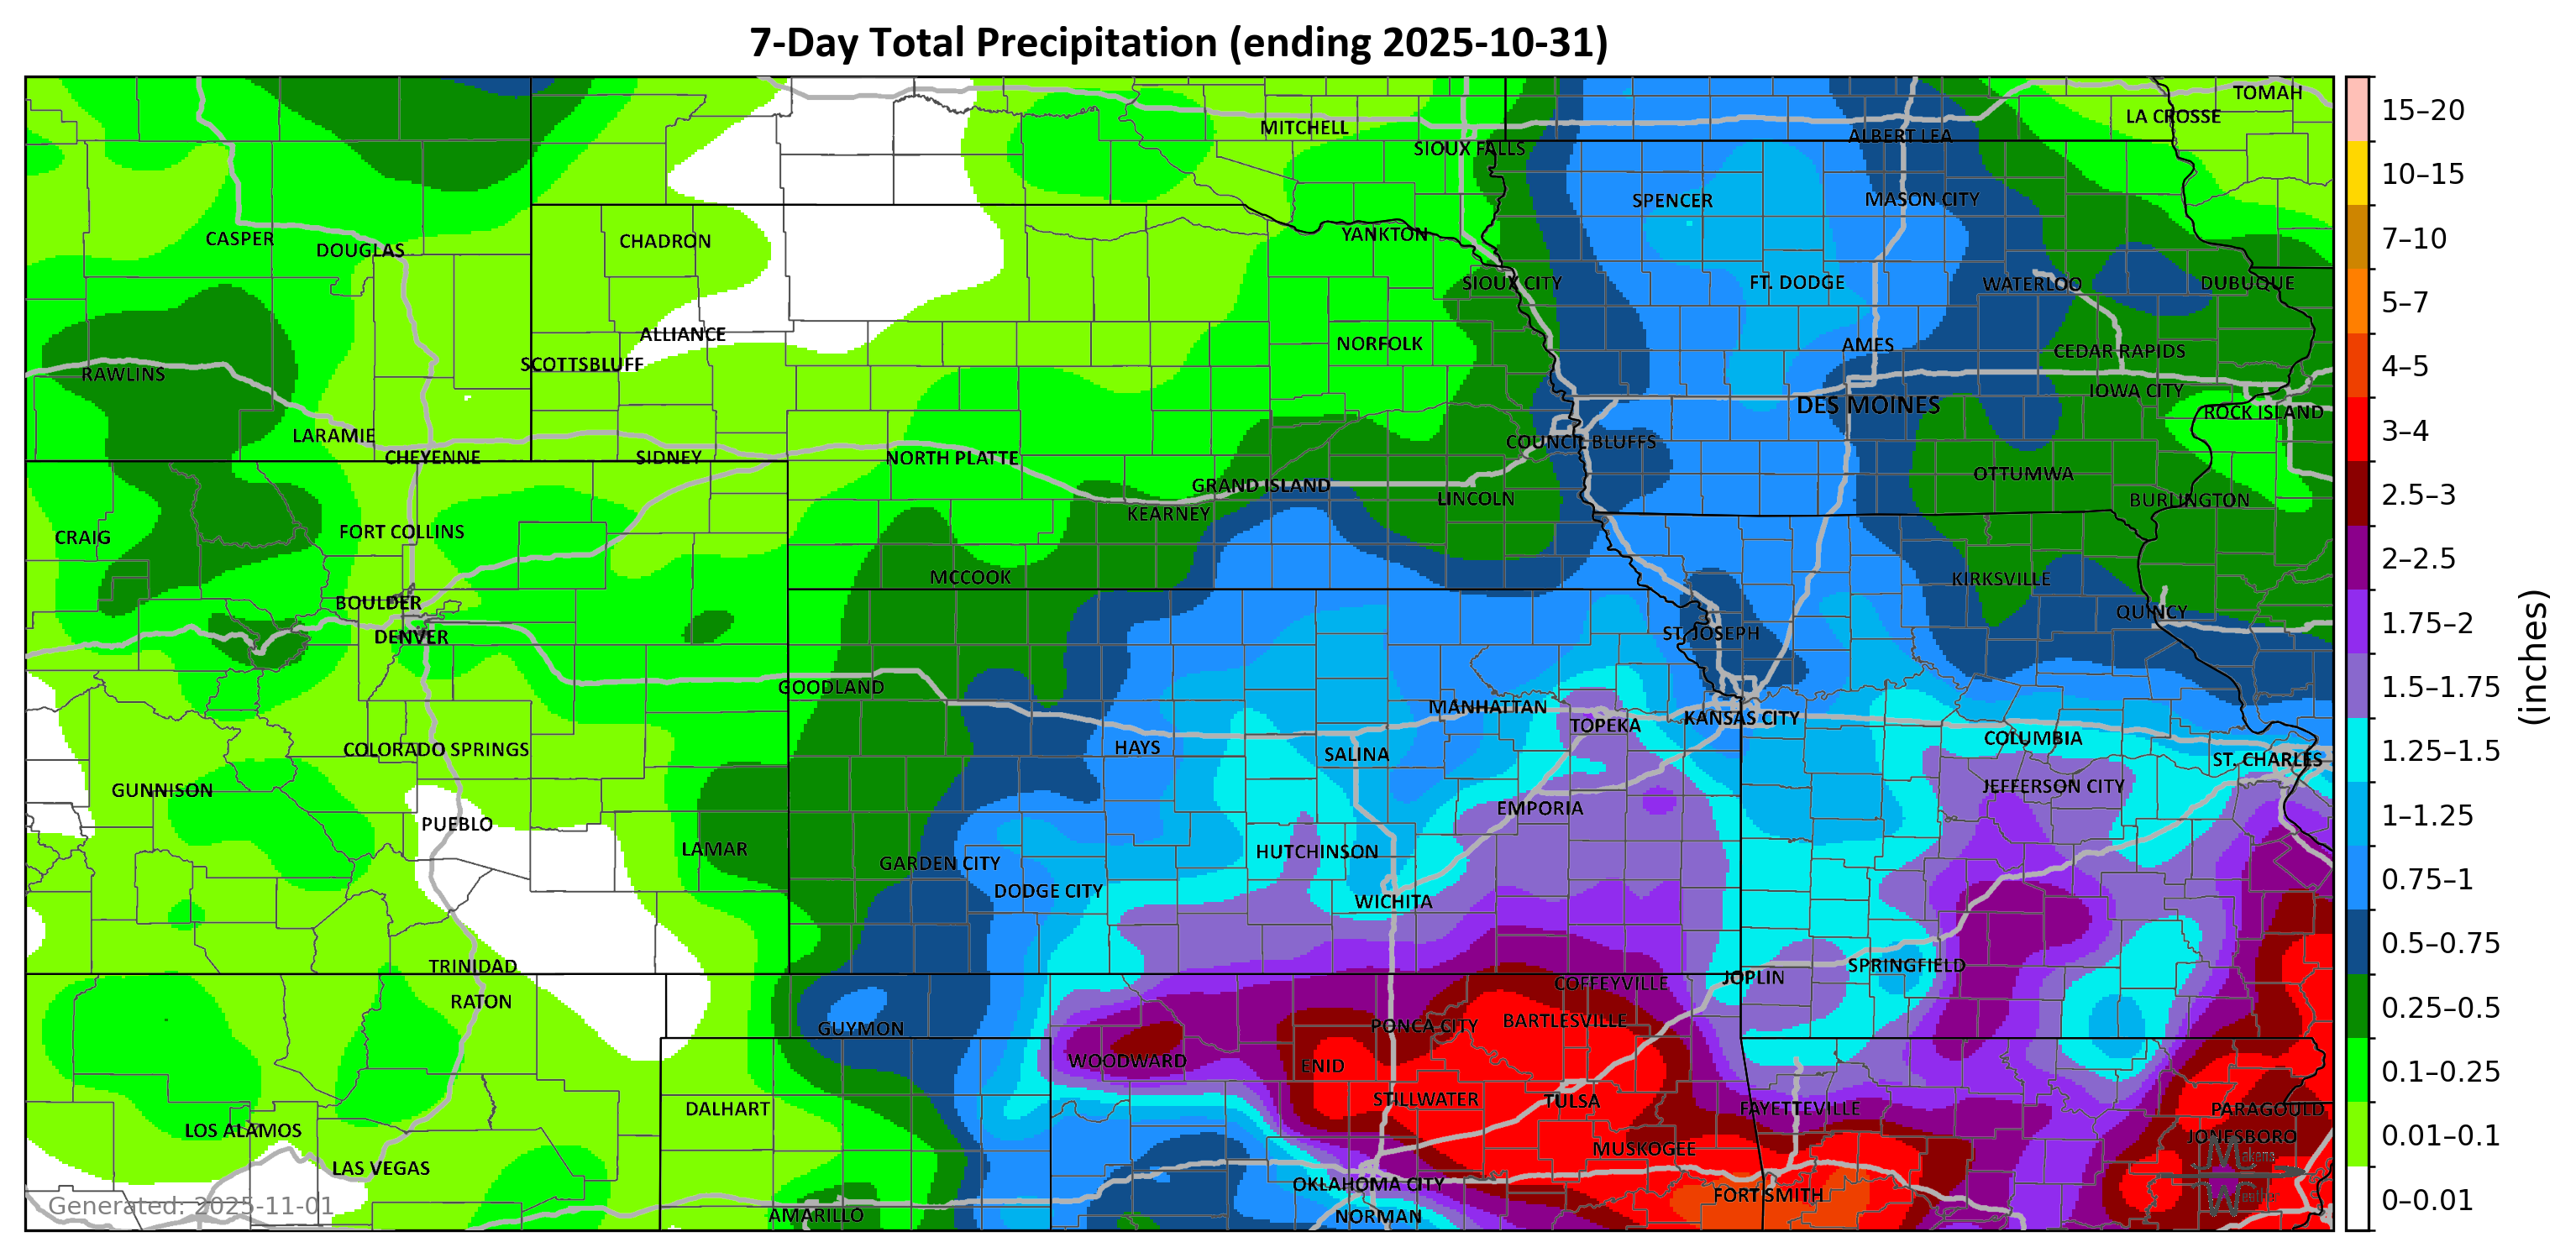 7-Day Total Precipitation (ending 2025-10-31)
TOMAH
LA CROSSE
MITCHELL
ALBERT LEA
SIOUX FALLS
SPENCER
MASON CITY
CASPER
DOUGLAS
CHADRON
YANKTON
SIOUX CITY
FT. DODGE
WATERLOO
DUBUQUE
ALLIANCE
NORFOLK
AMES
CEDAR RAPIDS
SCOTTSBLUFF
RAWLINS
IOWA CITY
DES MOINES
ROCK ISLAND
LARAMIE
COUNCIL BLUFFS
CHEYENNE
SIDNEY
NORTH PLATTE
OTTUMWA
GRAND ISLAND
LINCOLN
BURLINGTON
KEARNEY
CRAIG
FORT COLLINS
MCCOOK
KIRKSVILLE
BOULDER
QUINCY
DENVER
ST. JOSEPH
GOODLAND
MANHATTAN
KANSAS CITY
TOPEKA
COLUMBIA
COLORADO SPRINGS
HAYS
SALINA
ST. CHARLES
GUNNISON
JEFFERSON CITY
EMPORIA
PUEBLO
LAMAR
HUTCHINSON
GARDEN CITY
DODGE CITY
WICHITA
TRINIDAD
SPRINGFIELD
JOPLIN
COFFEYVILLE
RATON
BARTLESVILLE
PONCA CITY
GUYMON
WOODWARD
ENID
STILLWATER
TULSA
DALHART
FAYETTEVILLE
PARAGOULD
LOS ALAMOS
JONESBORO
MUSKOGEE
LAS VEGAS
OKLAHOMA CITY
FORT SMITH
AMARILLO
NORMAN
Generated: 2025-11-01
15–20
10–15
7–10
5–7
4–5
3–4
2.5–3
2–2.5
1.75–2
1.5–1.75
1.25–1.5
1–1.25
0.75–1
0.5–0.75
0.25–0.5
0.1–0.25
0.01–0.1
0–0.01
(inches)